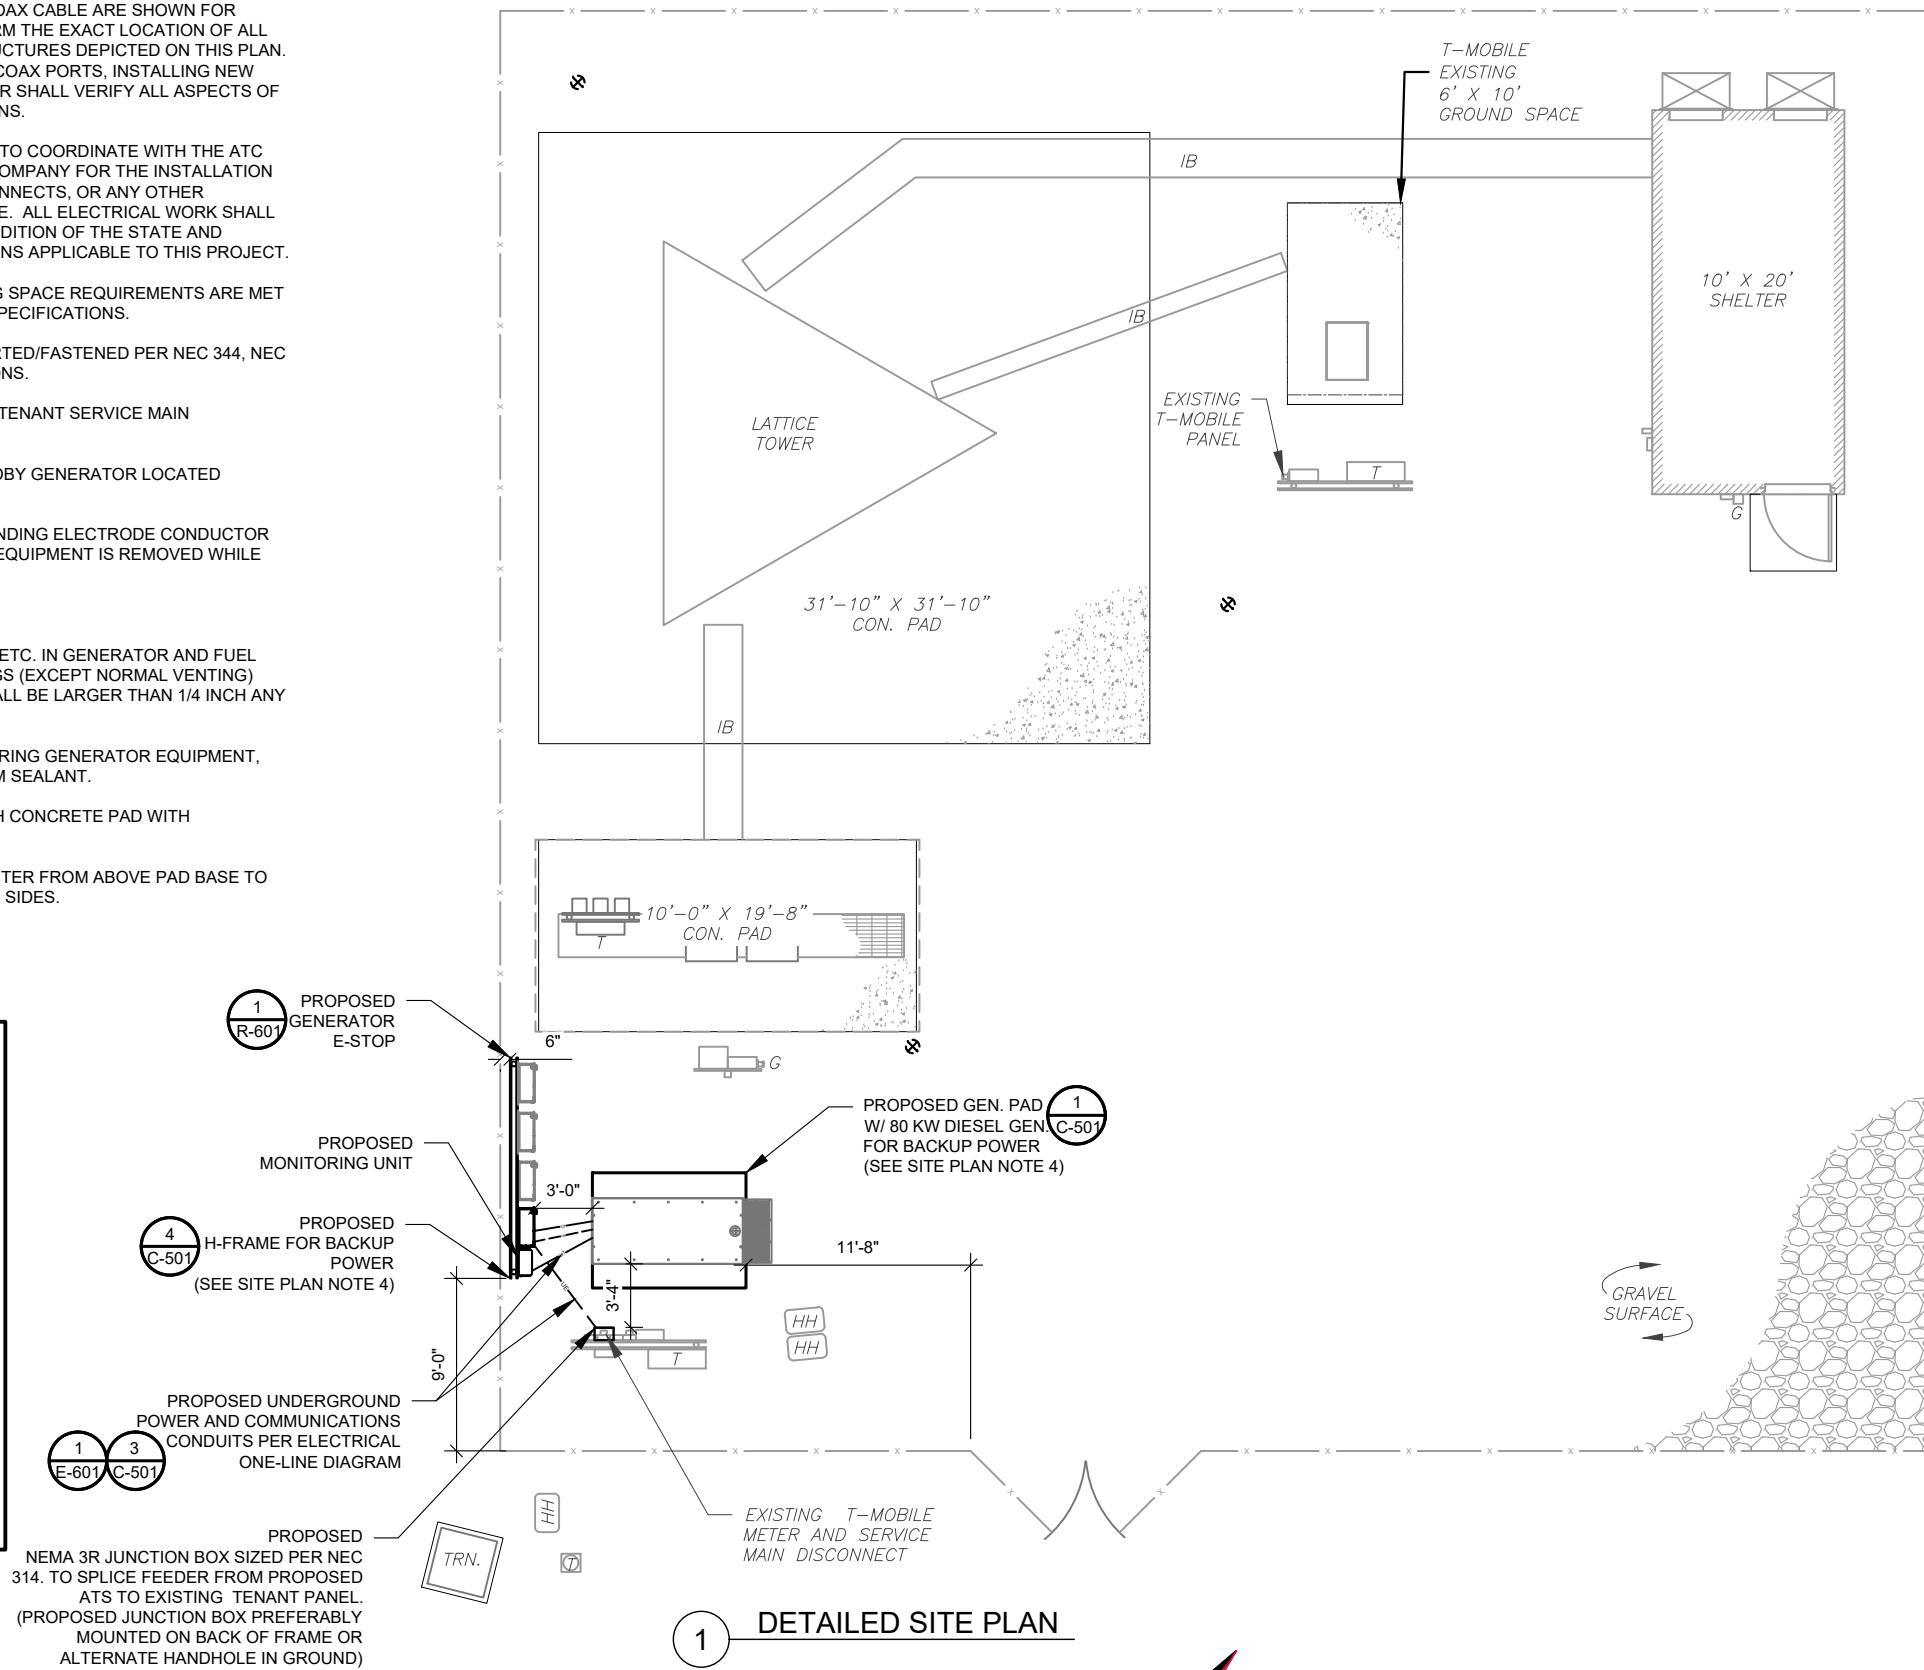 OAX CABLE ARE SHOWN FOR
RM THE EXACT LOCATION OF ALL
UCTURES DEPICTED ON THIS PLAN.
COAX PORTS, INSTALLING NEW
R SHALL VERIFY ALL ASPECTS OF
NS.
TO COORDINATE WITH THE ATC
OMPANY FOR THE INSTALLATION
NNECTS, OR ANY OTHER
E. ALL ELECTRICAL WORK SHALL
DITION OF THE STATE AND
NS APPLICABLE TO THIS PROJECT.
G SPACE REQUIREMENTS ARE MET
SPECIFICATIONS.
RTED/FASTENED PER NEC 344, NEC
ONS.
TENANT SERVICE MAIN
DBY GENERATOR LOCATED
NDING ELECTRODE CONDUCTOR
EQUIPMENT IS REMOVED WHILE
ETC. IN GENERATOR AND FUEL
GS (EXCEPT NORMAL VENTING)
ALL BE LARGER THAN 1/4 INCH ANY
RING GENERATOR EQUIPMENT,
M SEALANT.
H CONCRETE PAD WITH
TER FROM ABOVE PAD BASE TO
SIDES.
T-MOBILE
EXISTING
6' X 10'
GROUND SPACE
IB
10' X 20'
SHELTER
IB
LATTICE
TOWER
EXISTING
T-MOBILE
PANEL
T
G
31'-10" X 31'-10"
CON. PAD
IB
10'-0" X 19'-8"
CON. PAD
T
1
R-601
PROPOSED
GENERATOR
E-STOP
6"
G
PROPOSED GEN. PAD
W/ 80 KW DIESEL GEN.
FOR BACKUP POWER
(SEE SITE PLAN NOTE 4)
1
C-501
PROPOSED
MONITORING UNIT
3'-0"
4
C-501
PROPOSED
H-FRAME FOR BACKUP
POWER
(SEE SITE PLAN NOTE 4)
11'-8"
3'-4"
UE
HH
HH
T
9'-0"
GRAVEL
SURFACE
PROPOSED UNDERGROUND
POWER AND COMMUNICATIONS
CONDUITS PER ELECTRICAL
ONE-LINE DIAGRAM
1
E-601
3
C-501
HH
TRN.
T
EXISTING T-MOBILE
METER AND SERVICE
MAIN DISCONNECT
PROPOSED
NEMA 3R JUNCTION BOX SIZED PER NEC
314. TO SPLICE FEEDER FROM PROPOSED
ATS TO EXISTING TENANT PANEL.
(PROPOSED JUNCTION BOX PREFERABLY
MOUNTED ON BACK OF FRAME OR
ALTERNATE HANDHOLE IN GROUND)
1
DETAILED SITE PLAN